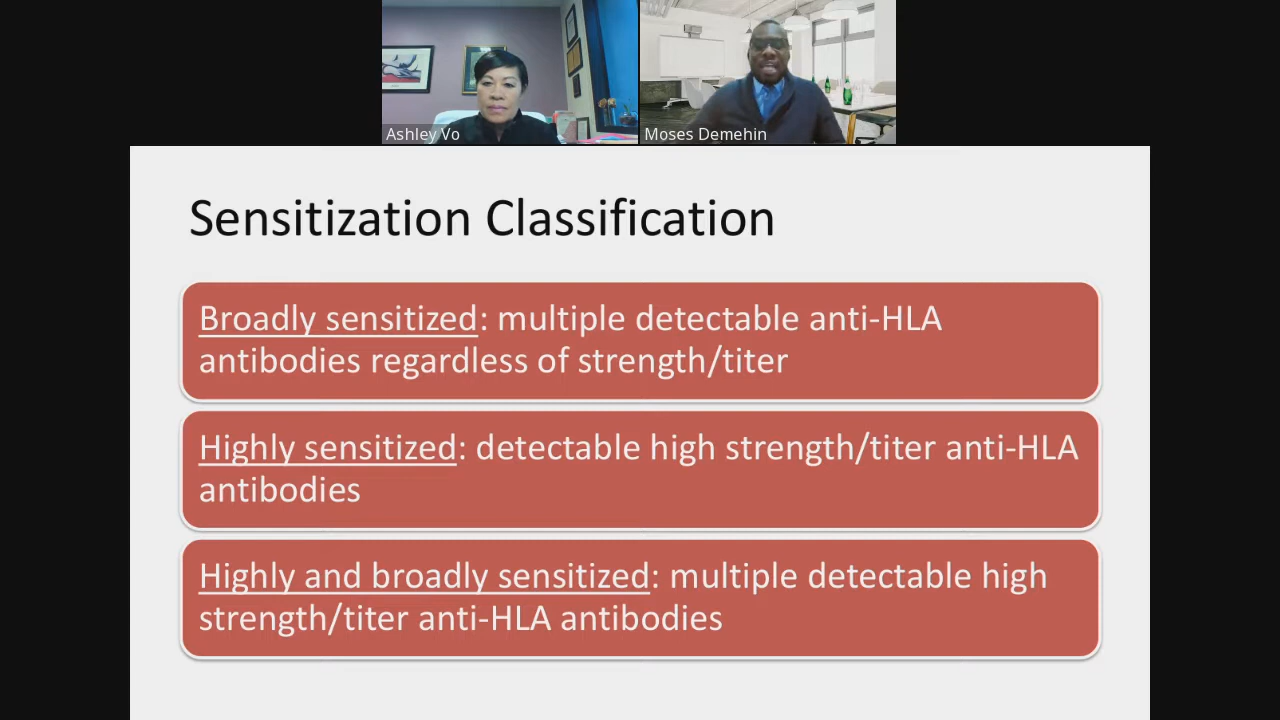 Ashley Vo
Moses Demehin
Sensitization Classification
Broadly sensitized: multiple detectable anti-HLA
antibodies regardless of strength/titer
Highly sensitized: detectable high strength/titer anti-HLA
antibodies
Highly and broadly sensitized: multiple detectable high
strength/titer anti-HLA antibodies